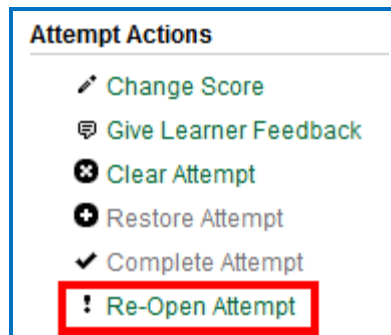 Attempt Actions
Change Score
Give Learner Feedback
Clear Attempt
Restore Attempt
Complete Attempt
Re-Open Attempt